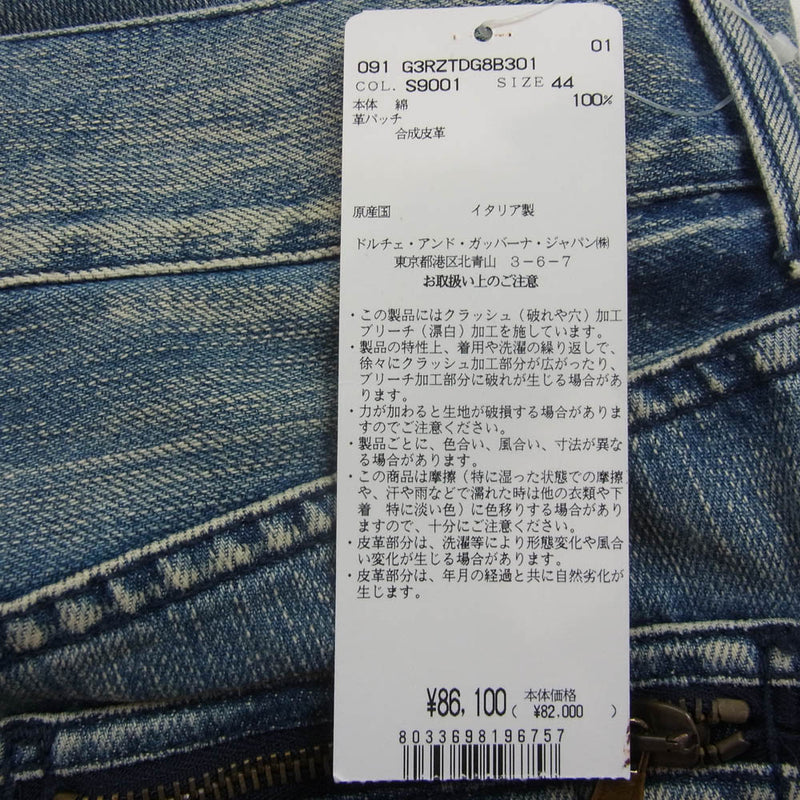 01
091 G3RZTDG8B301
COL. S9001 SIZE 44
本体 綿 100%
革パッチ
合成皮革
原産国 イタリア製
ドルチェ・アンド・ガッバーナ・ジャパン㈱
東京都港区北青山 3-6-7
お取扱い上のご注意
・この製品にはクラッシュ(破れや穴)加工
ブリーチ(漂白)加工を施しています。
・製品の特性上、着用や洗濯の繰り返しで、
徐々にクラッシュ加工部分が広がったり、
ブリーチ加工部分に破れが生じる場合があ
ります。
・力が加わると生地が破損する場合がありま
すのでご注意ください。
・製品ごとに、色合い、風合い、寸法が異な
る場合があります。
・この商品は摩擦(特に湿った状態での摩擦
や、汗や雨などで濡れた時は他の衣類や下
着 特に淡い色)に色移りする場合があり
ますので、十分にご注意ください。
・皮革部分は、洗濯等により形態変化や風合
い変化が生じる場合があります。
・皮革部分は、年月の経過と共に自然劣化が
生じます。
¥86,100 ( 本体価格 ¥82,000 )
8033698196757